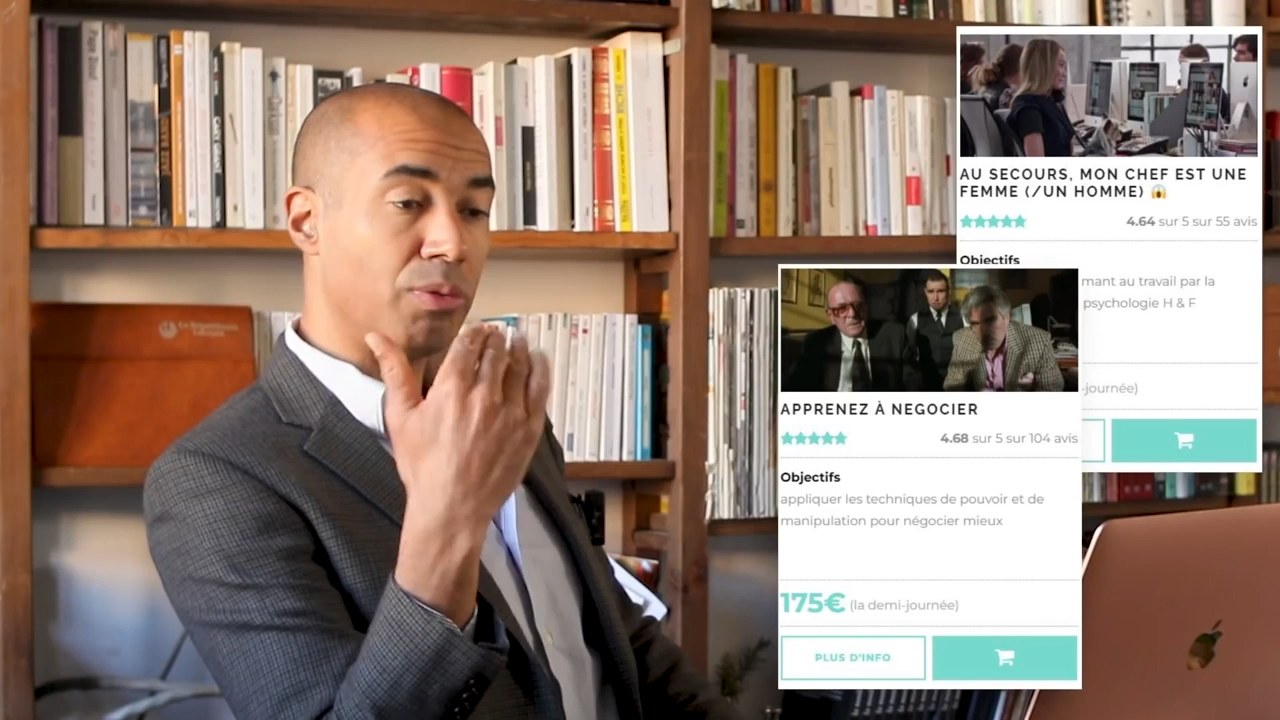 AU SECOURS, MON CHEF EST UNE
FEMME (/UN HOMME) 😱
4.64 sur 5 sur 55 avis
Objectifs
mant au travail par la
psychologie H & F
-journée)
APPRENEZ À NEGOCIER
4.68 sur 5 sur 104 avis
Objectifs
appliquer les techniques de pouvoir et de
manipulation pour négocier mieux
175€ (la demi-journée)
PLUS D'INFO
CARY GRANT